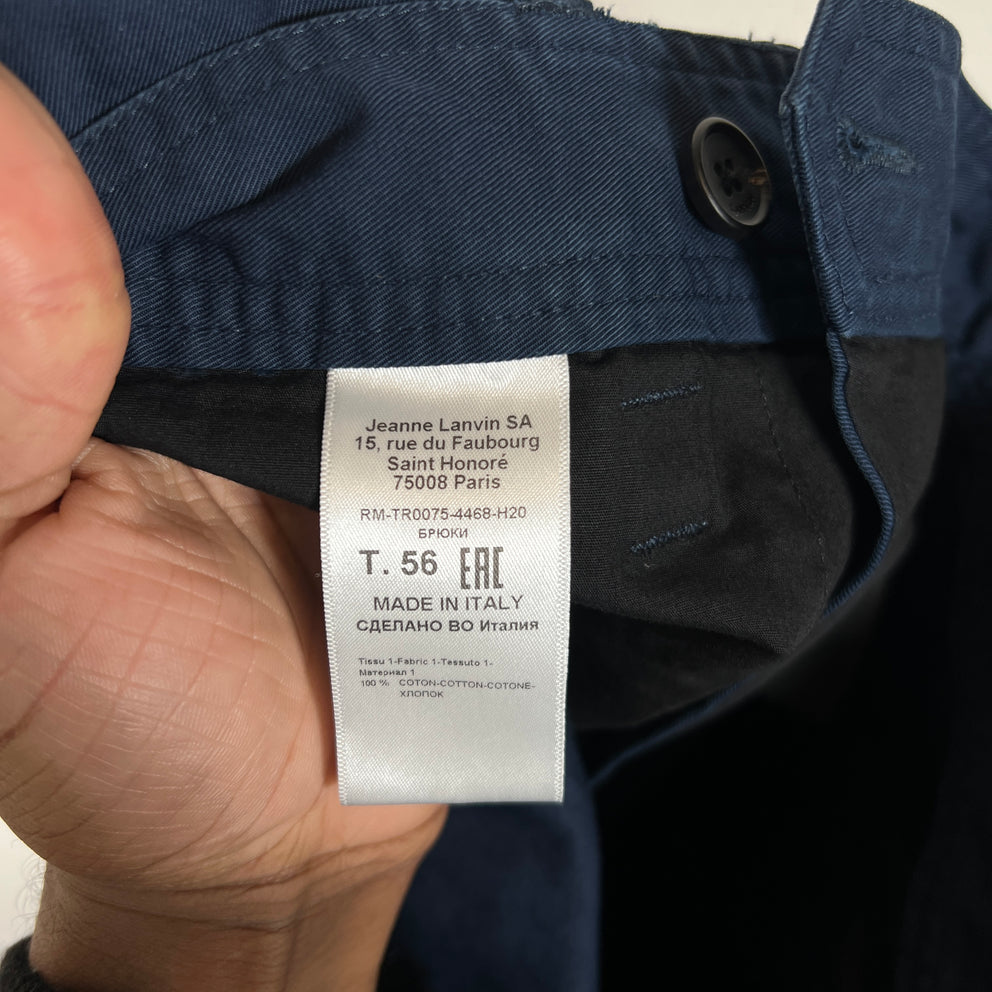 Jeanne Lanvin SA
15, rue du Faubourg
Saint Honoré
75008 Paris
RM-TR0075-4468-H20
БРЮКИ
T. 56 EAC
MADE IN ITALY
СДЕЛАНО ВО Италия
Tissu 1-Fabric 1-Tessuto 1-
Материал 1
100 % COTON-COTTON-COTONE-
ХЛОПОК